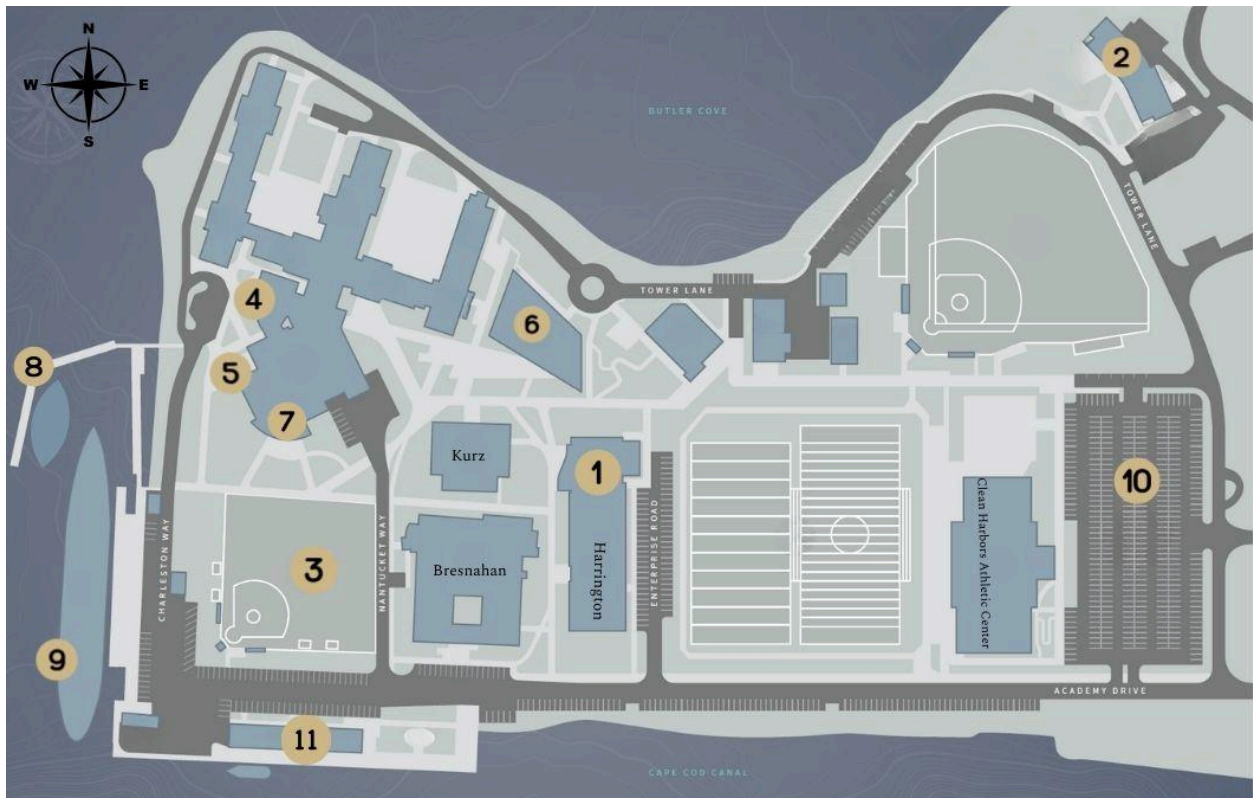 N
W E
S
2
BUTLER COVE
TOWER LANE
4
TOWER LANE
6
8
5
7
Kurz
1
10
Clean Harbors Athletic Center
3
CHARLESTON WAY
NANTUCKET WAY
Bresnahan
Harrington
ENTERPRISE ROAD
9
ACADEMY DRIVE
11
CAPE COD CANAL